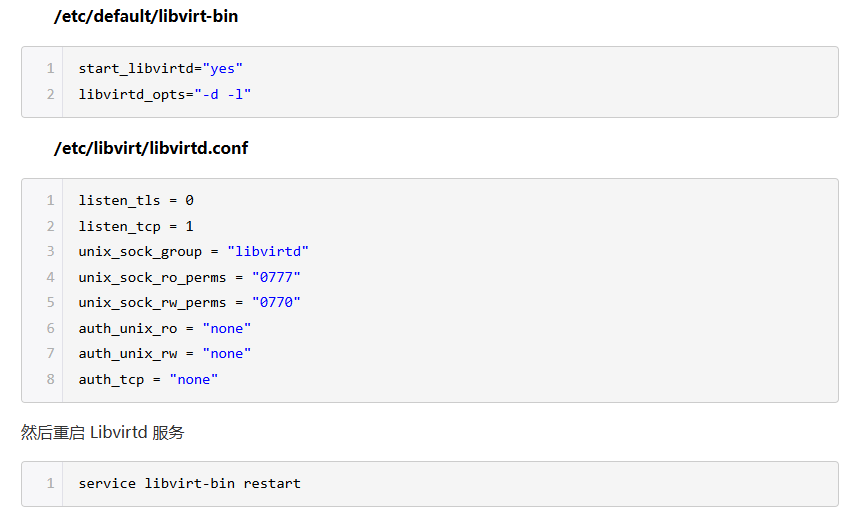 /etc/default/libvirt-bin
1 start_libvirtd="yes"
2 libvirtd_opts="-d -l"
/etc/libvirt/libvirtd.conf
1 listen_tls = 0
2 listen_tcp = 1
3 unix_sock_group = "libvirtd"
4 unix_sock_ro_perms = "0777"
5 unix_sock_rw_perms = "0770"
6 auth_unix_ro = "none"
7 auth_unix_rw = "none"
8 auth_tcp = "none"
然后重启 Libvirtd 服务
1 service libvirt-bin restart